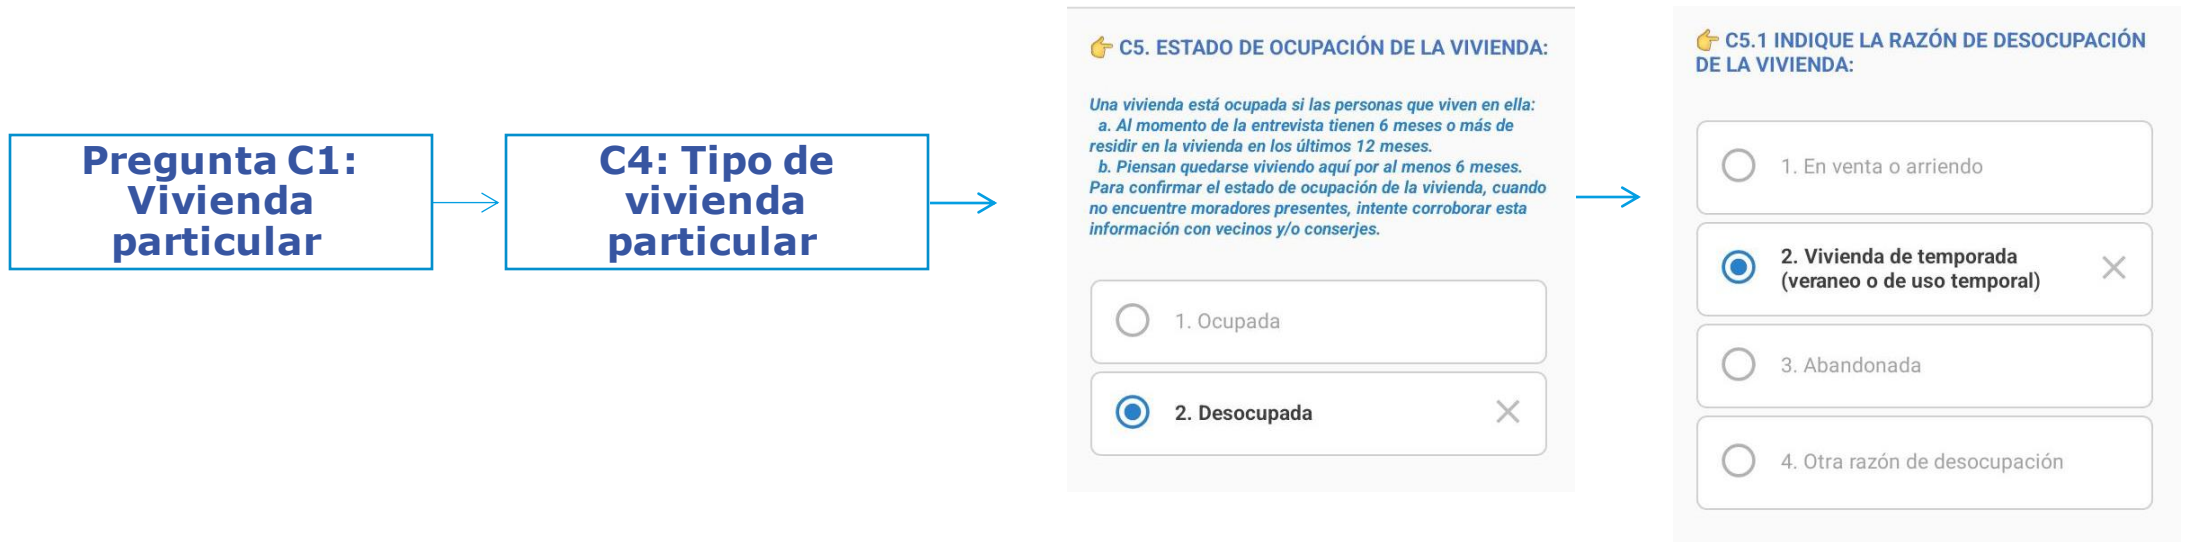 Pregunta C1:
Vivienda
particular
C4: Tipo de
vivienda
particular
👉 C5. ESTADO DE OCUPACIÓN DE LA VIVIENDA:
Una vivienda está ocupada si las personas que viven en ella:
a. Al momento de la entrevista tienen 6 meses o más de
residir en la vivienda en los últimos 12 meses.
b. Piensan quedarse viviendo aquí por al menos 6 meses.
Para confirmar el estado de ocupación de la vivienda, cuando
no encuentre moradores presentes, intente corroborar esta
información con vecinos y/o conserjes.
1. Ocupada
2. Desocupada
👉 C5.1 INDIQUE LA RAZÓN DE DESOCUPACIÓN
DE LA VIVIENDA:
1. En venta o arriendo
2. Vivienda de temporada
(veraneo o de uso temporal)
3. Abandonada
4. Otra razón de desocupación